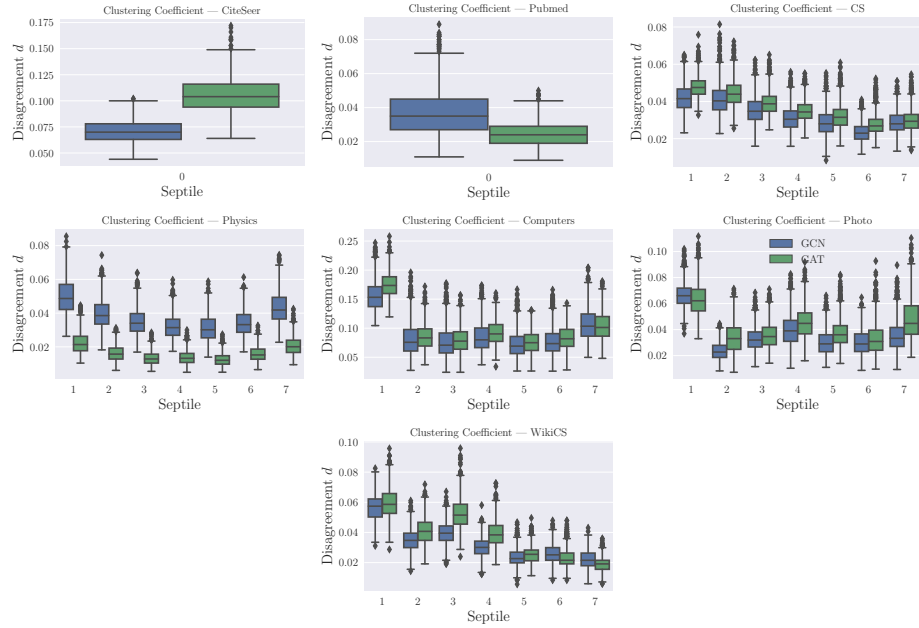 Clustering Coefficient — CiteSeer
Disagreement d
0.175
0.150
0.125
0.100
0.075
0.050
0
Septile
Clustering Coefficient — Pubmed
Disagreement d
0.08
0.06
0.04
0.02
0
Septile
Clustering Coefficient — CS
Disagreement d
0.08
0.06
0.04
0.02
1 2 3 4 5 6 7
Septile
Clustering Coefficient — Physics
Disagreement d
0.08
0.06
0.04
0.02
1 2 3 4 5 6 7
Septile
Clustering Coefficient — Computers
Disagreement d
0.25
0.20
0.15
0.10
0.05
1 2 3 4 5 6 7
Septile
Clustering Coefficient — Photo
Disagreement d
0.10
0.08
0.06
0.04
0.02
GCN
GAT
1 2 3 4 5 6 7
Septile
Clustering Coefficient — WikiCS
Disagreement d
0.10
0.08
0.06
0.04
0.02
1 2 3 4 5 6 7
Septile